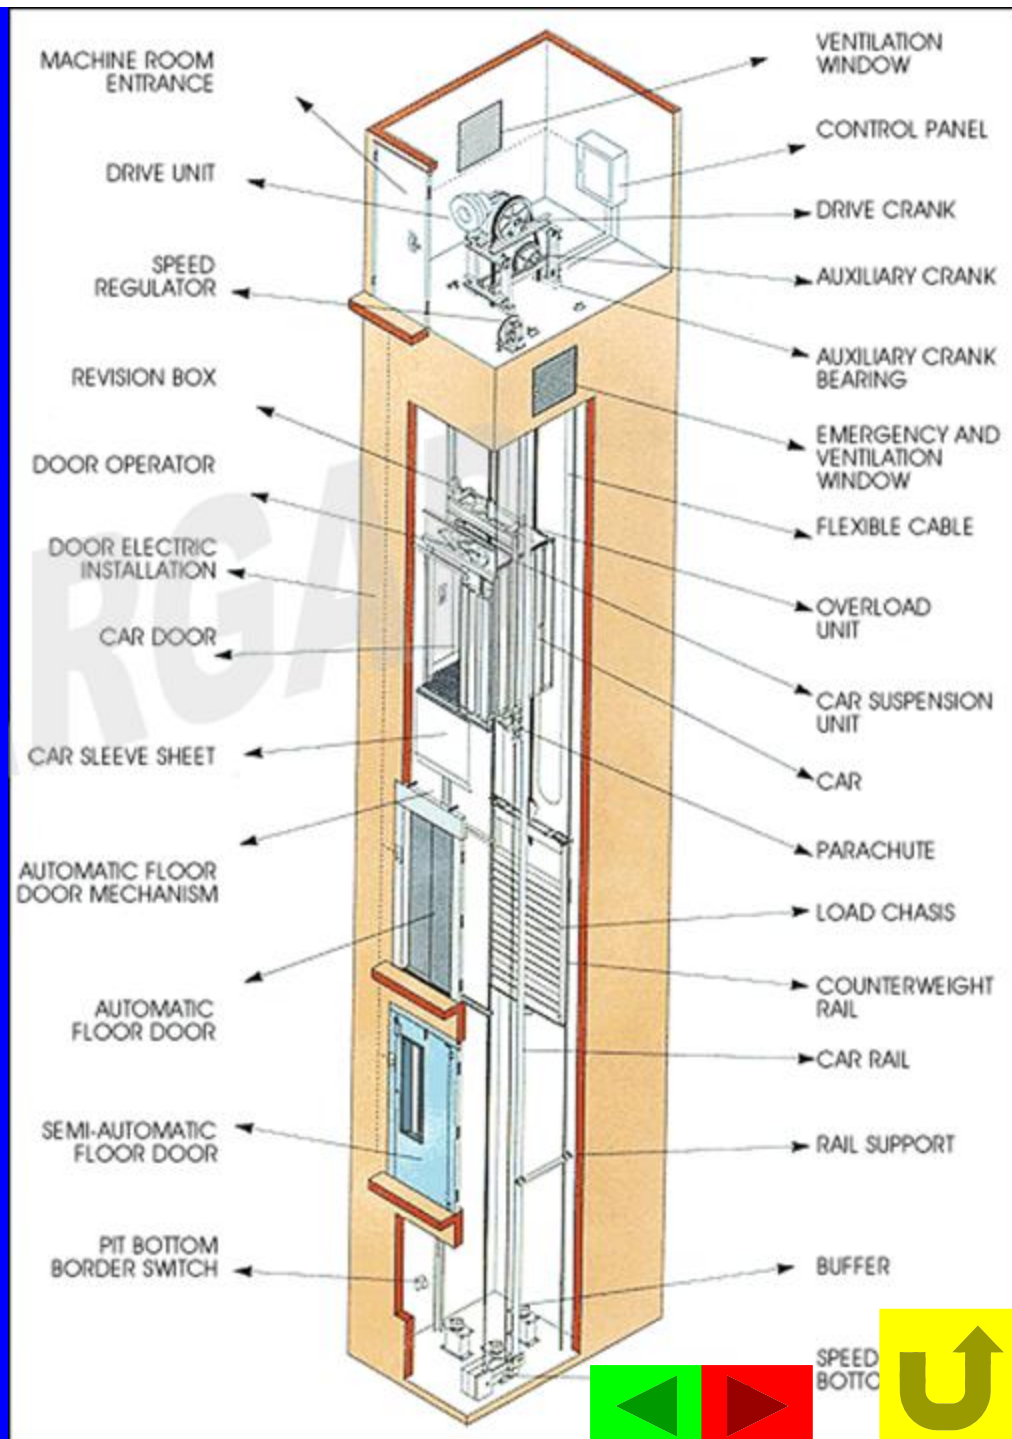 MACHINE ROOM
ENTRANCE
DRIVE UNIT
SPEED
REGULATOR
REVISION BOX
DOOR OPERATOR
DOOR ELECTRIC
INSTALLATION
CAR DOOR
CAR SLEEVE SHEET
AUTOMATIC FLOOR
DOOR MECHANISM
AUTOMATIC
FLOOR DOOR
SEMI-AUTOMATIC
FLOOR DOOR
PIT BOTTOM
BORDER SWITCH
VENTILATION
WINDOW
CONTROL PANEL
DRIVE CRANK
AUXILIARY CRANK
AUXILIARY CRANK
BEARING
EMERGENCY AND
VENTILATION
WINDOW
FLEXIBLE CABLE
OVERLOAD
UNIT
CAR SUSPENSION
UNIT
CAR
PARACHUTE
LOAD CHASIS
COUNTERWEIGHT
RAIL
CAR RAIL
RAIL SUPPORT
BUFFER
SPEED